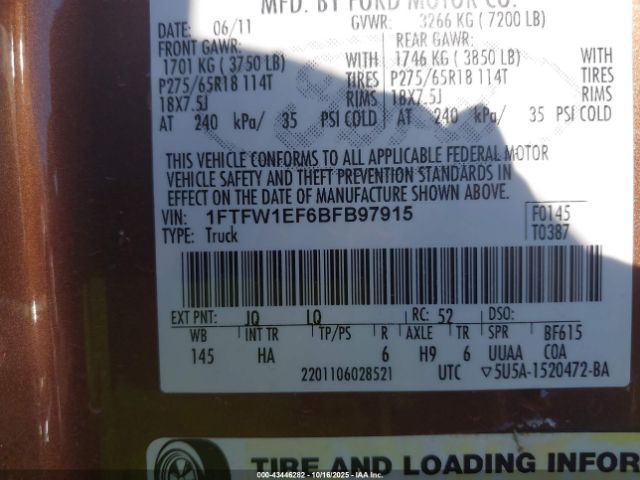 MFD. BY FORD MOTOR CO.
DATE: 06/11 GVWR: 3266 KG ( 7200 LB)
FRONT GAWR: REAR GAWR:
1701 KG ( 3750 LB) WITH 1746 KG ( 3850 LB) WITH
P275/65R18 114T TIRES P275/65R18 114T TIRES
18X7.5J RIMS 18X7.5J RIMS
AT 240 kPa/ 35 PSI COLD AT 240 kPa/ 35 PSI COLD
THIS VEHICLE CONFORMS TO ALL APPLICABLE FEDERAL MOTOR
VEHICLE SAFETY AND THEFT PREVENTION STANDARDS IN EFFECT
ON THE DATE OF MANUFACTURE SHOWN ABOVE.
VIN: 1FTFW1EF6BFB97915 F0145
TYPE: Truck T0387
EXT PNT: JQ JQ RC: 52 DSO:
WB INT TR TP/PS R AXLE TR SPR BF615
145 HA 6 H9 6 UUAA COA
2201106028521 UTC ▽5U5A-1520472-BA
TIRE AND LOADING INFOR
© 000-43446282 - 10/16/2025 - IAAI.COM